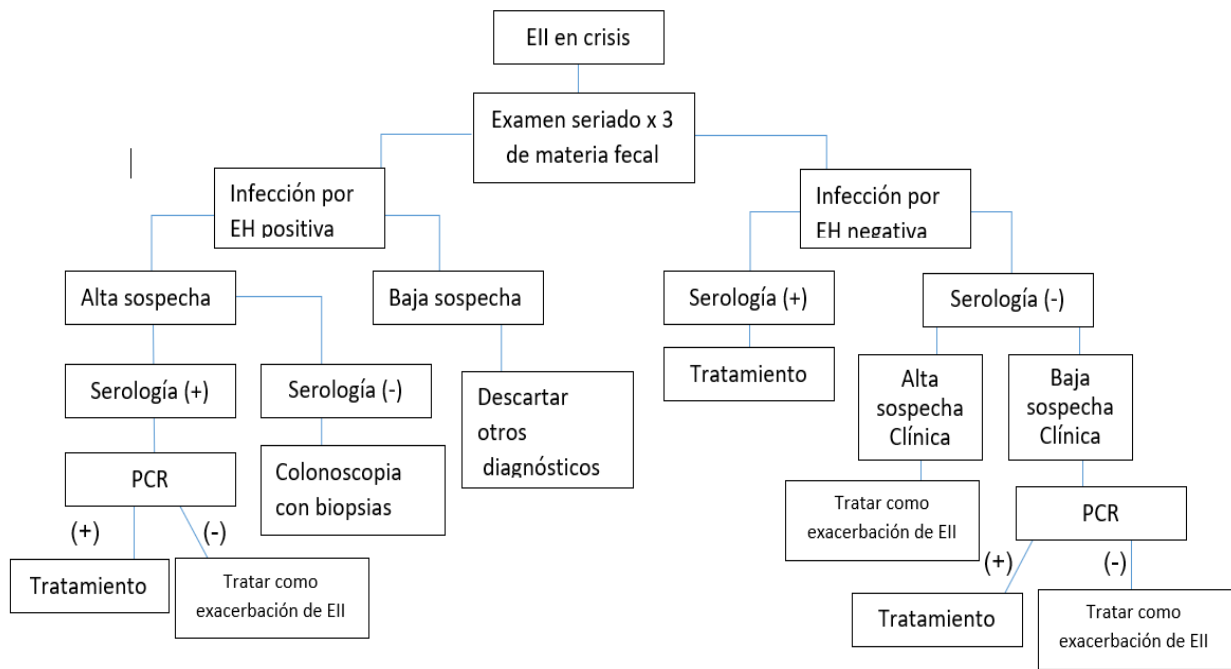 EII en crisis
Examen seriado x 3
de materia fecal
Infección por
EH positiva
Infección por
EH negativa
Alta sospecha
Baja sospecha
Serología (+)
Serología (-)
Serología (+)
Serología (-)
Descartar
otros
diagnósticos
Tratamiento
Alta
sospecha
Clínica
Baja
sospecha
Clínica
PCR
Colonoscopia
con biopsias
Tratar como
exacerbación de EII
PCR
(+)
(-)
Tratamiento
Tratar como
exacerbación de EII
(+)
(-)
Tratamiento
Tratar como
exacerbación de EII